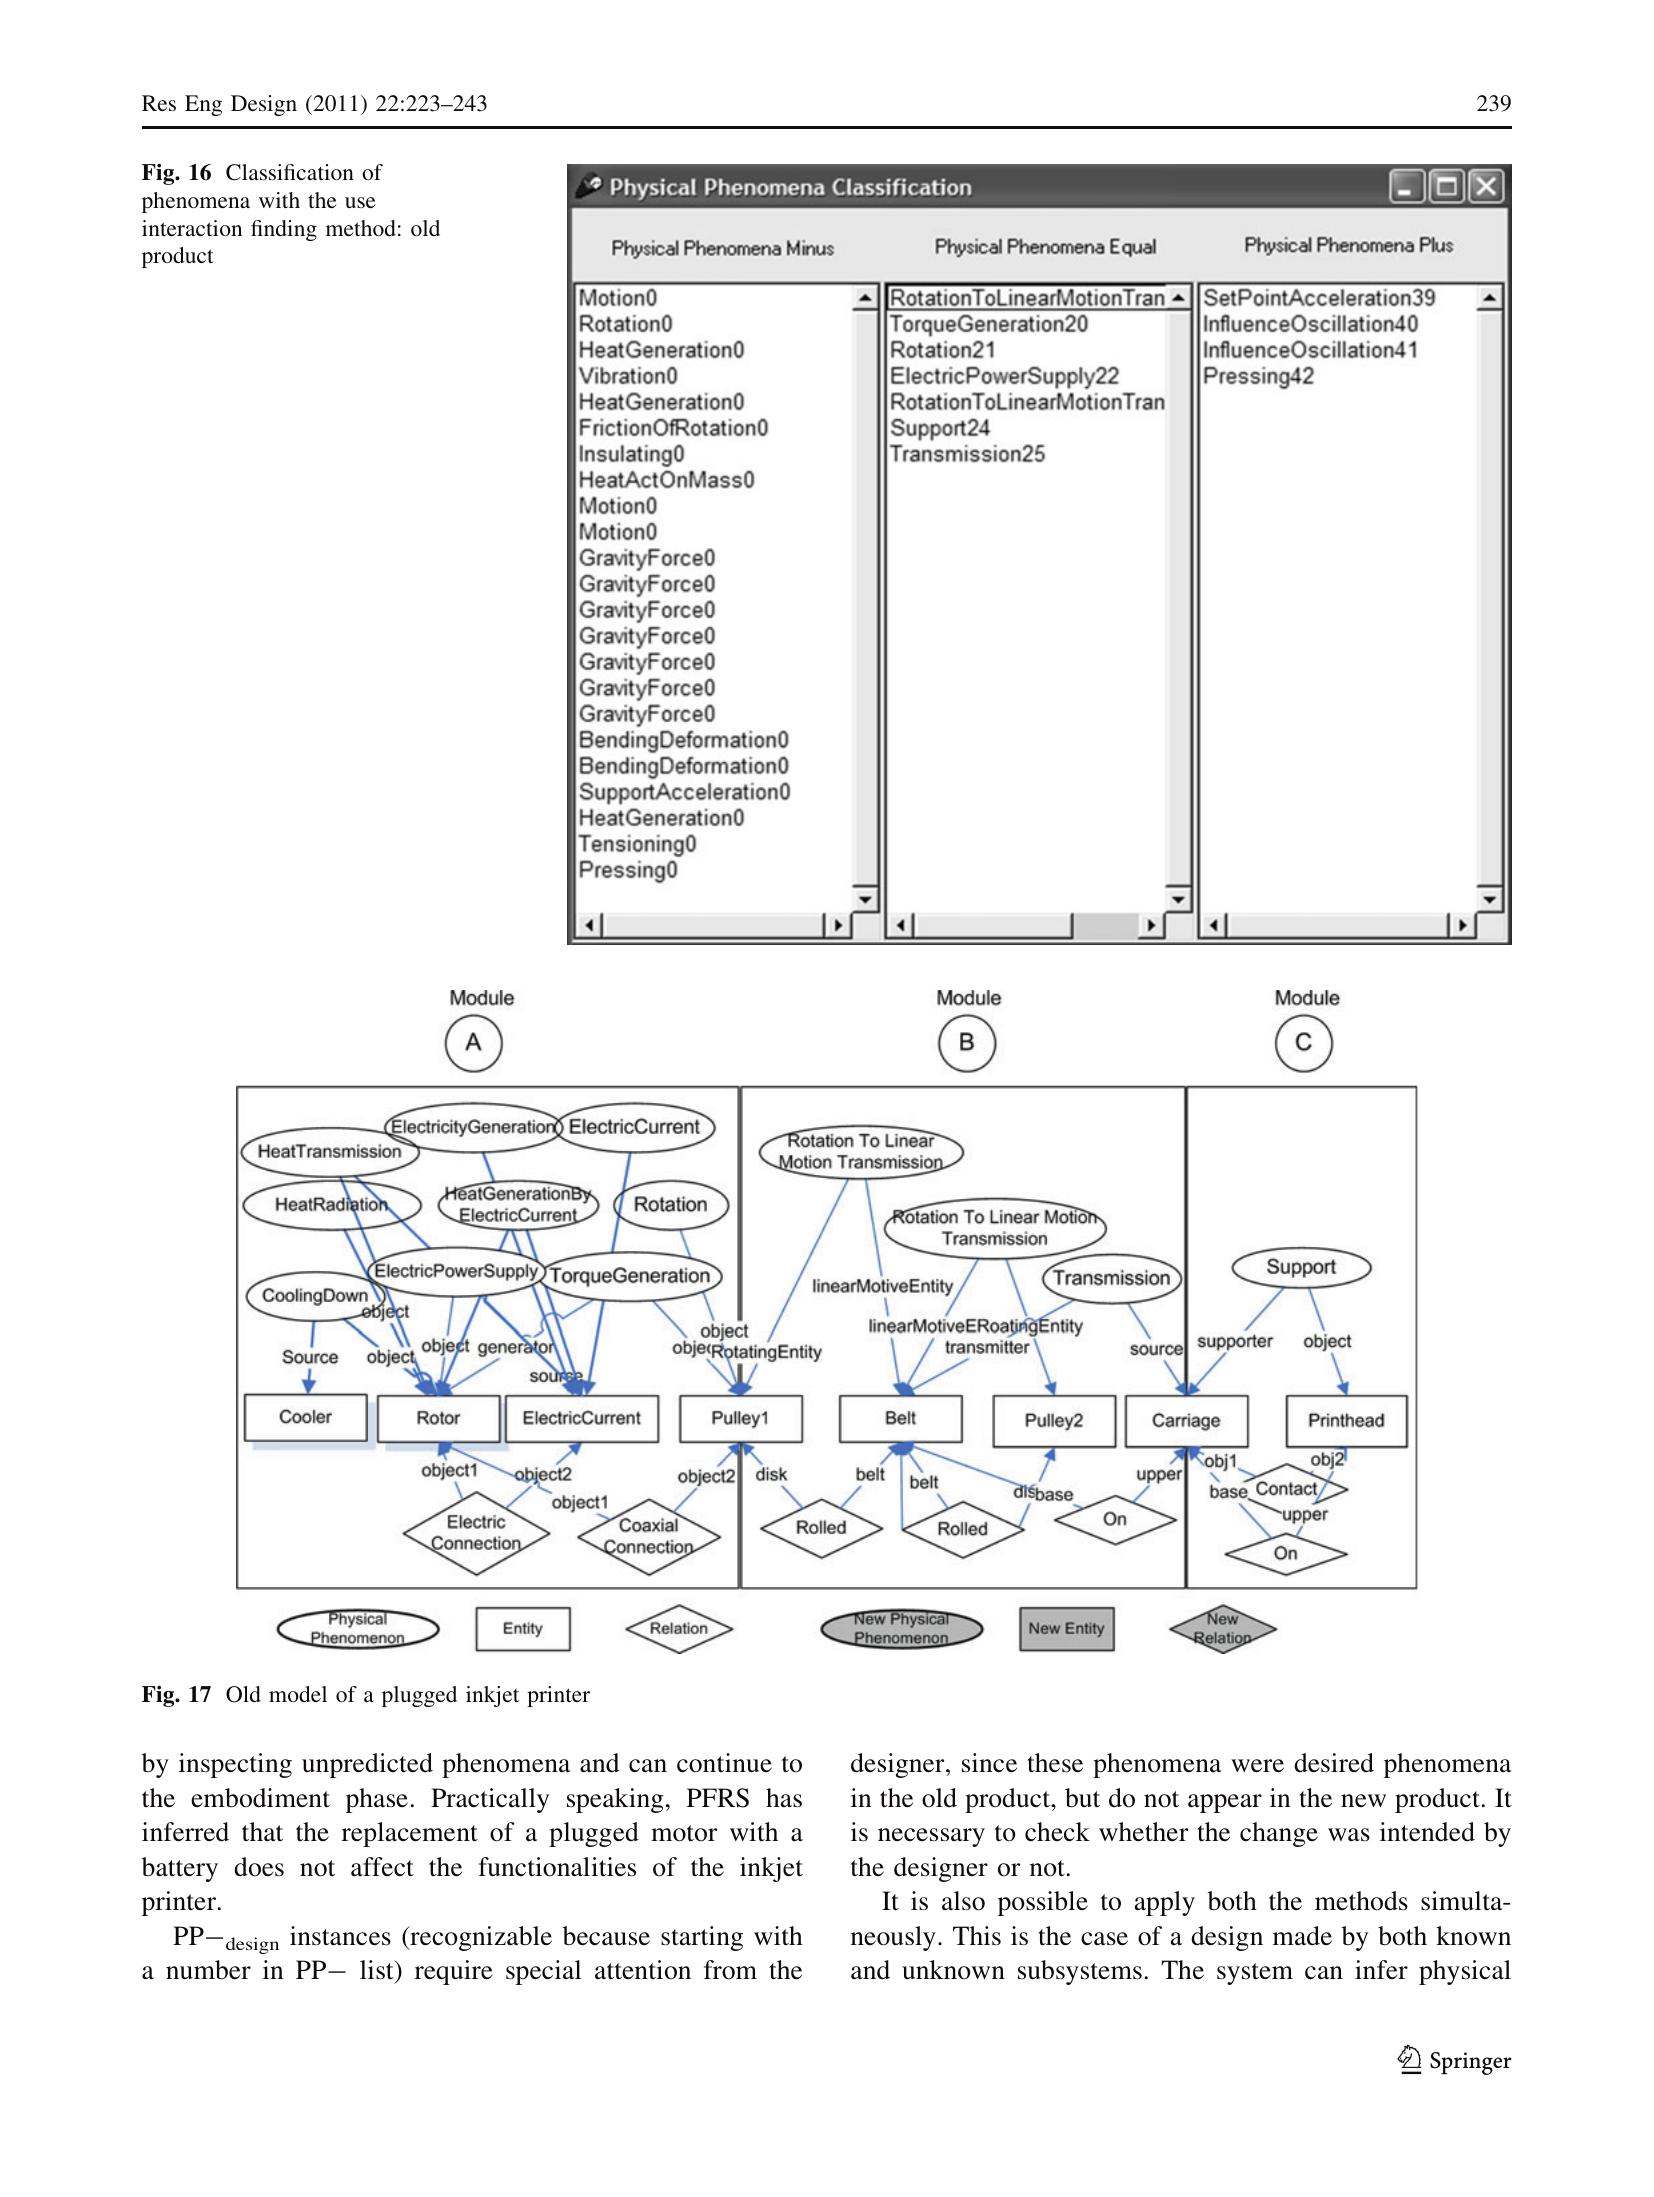 Res Eng Design (2011) 22:223–243
239
Fig. 16 Classification of
phenomena with the use
interaction finding method: old
product
Physical Phenomena Classification
Physical Phenomena Minus
Physical Phenomena Equal
Physical Phenomena Plus
Motion0
Rotation0
HeatGeneration0
Vibration0
HeatGeneration0
FrictionOfRotation0
Insulating0
HeatActOnMass0
Motion0
Motion0
GravityForce0
GravityForce0
GravityForce0
GravityForce0
GravityForce0
GravityForce0
GravityForce0
BendingDeformation0
BendingDeformation0
SupportAcceleration0
HeatGeneration0
Tensioning0
Pressing0
RotationToLinearMotionTran
TorqueGeneration20
Rotation21
ElectricPowerSupply22
RotationToLinearMotionTran
Support24
Transmission25
SetPointAcceleration39
InfluenceOscillation40
InfluenceOscillation41
Pressing42
Module
A
Module
B
Module
C
ElectricityGeneration
ElectricCurrent
HeatTransmission
HeatRadiation
HeatGenerationBy
ElectricCurrent
Rotation
ElectricPowerSupply
TorqueGeneration
CoolingDown
object
Source
object
object
generator
source
object
objec
RotatingEntity
Rotation To Linear
Motion Transmission
Rotation To Linear Motion
Transmission
Transmission
linearMotiveEntity
linearMotiveERoatingEntity
transmitter
source
Support
supporter
object
Cooler
Rotor
ElectricCurrent
Pulley1
Belt
Pulley2
Carriage
Printhead
object1
object2
object1
object2
disk
belt
belt
disbase
upper
obj1
base
Contact
obj2
upper
Electric
Connection
Coaxial
Connection
Rolled
Rolled
On
On
Physical
Phenomenon
Entity
Relation
New Physical
Phenomenon
New Entity
New
Relation
Fig. 17 Old model of a plugged inkjet printer
by inspecting unpredicted phenomena and can continue to
the embodiment phase. Practically speaking, PFRS has
inferred that the replacement of a plugged motor with a
battery does not affect the functionalities of the inkjet
printer.
PP−design instances (recognizable because starting with
a number in PP− list) require special attention from the
designer, since these phenomena were desired phenomena
in the old product, but do not appear in the new product. It
is necessary to check whether the change was intended by
the designer or not.
It is also possible to apply both the methods simulta-
neously. This is the case of a design made by both known
and unknown subsystems. The system can infer physical
Springer